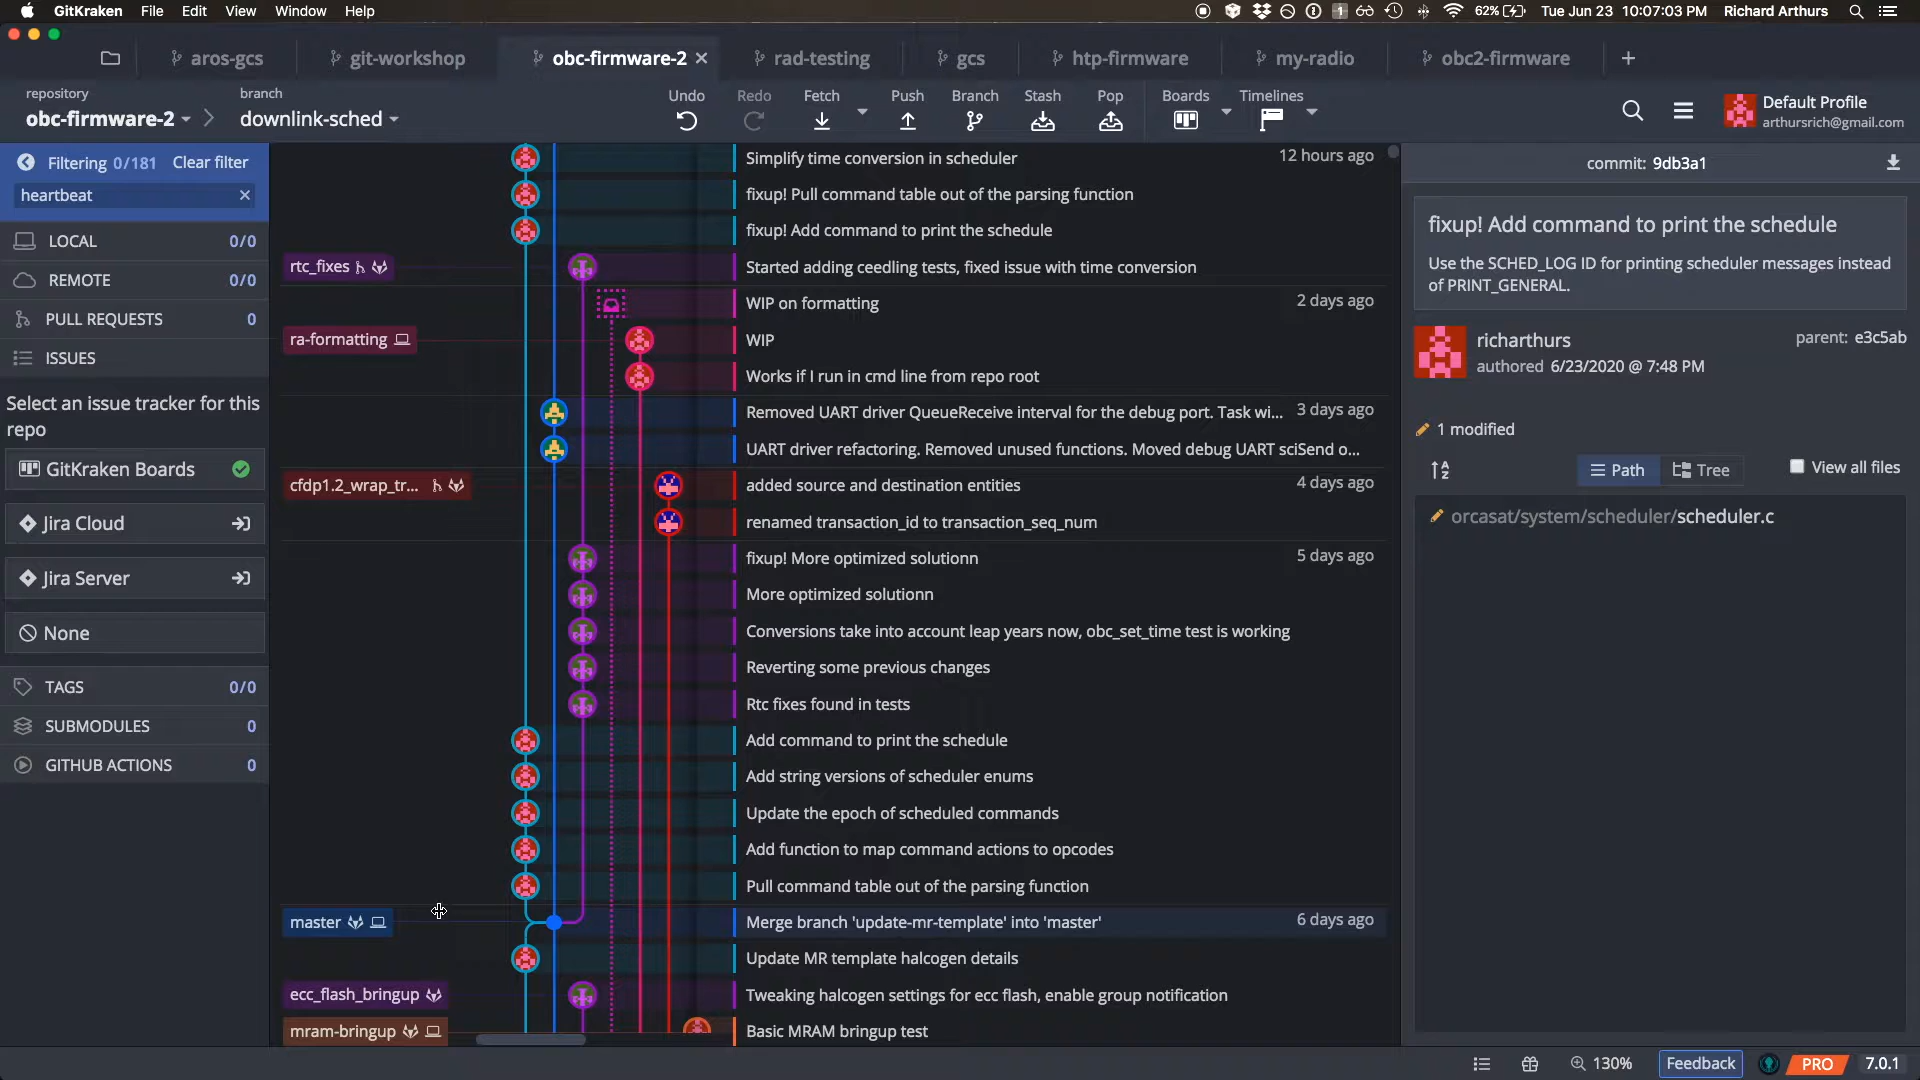 GitKraken File Edit View Window Help
62% Tue Jun 23 10:07:03 PM Richard Arthurs
aros-gcs git-workshop obc-firmware-2 rad-testing gcs htp-firmware my-radio obc2-firmware
repository
obc-firmware-2
branch
downlink-sched
Undo Redo Fetch Push Branch Stash Pop Boards Timelines
Default Profile
arthursrich@gmail.com
Filtering 0/181 Clear filter
heartbeat
LOCAL 0/0
REMOTE 0/0
PULL REQUESTS 0
ISSUES
Select an issue tracker for this
repo
GitKraken Boards
Jira Cloud
Jira Server
None
TAGS 0/0
SUBMODULES 0
GITHUB ACTIONS 0
Simplify time conversion in scheduler 12 hours ago
fixup! Pull command table out of the parsing function
fixup! Add command to print the schedule
rtc_fixes Started adding ceedling tests, fixed issue with time conversion
WIP on formatting 2 days ago
ra-formatting WIP
Works if I run in cmd line from repo root
Removed UART driver QueueReceive interval for the debug port. Task wi... 3 days ago
UART driver refactoring. Removed unused functions. Moved debug UART sciSend o...
cfdp1.2_wrap_tr... added source and destination entities 4 days ago
renamed transaction_id to transaction_seq_num
fixup! More optimized solutionn 5 days ago
More optimized solutionn
Conversions take into account leap years now, obc_set_time test is working
Reverting some previous changes
Rtc fixes found in tests
Add command to print the schedule
Add string versions of scheduler enums
Update the epoch of scheduled commands
Add function to map command actions to opcodes
Pull command table out of the parsing function
master Merge branch 'update-mr-template' into 'master' 6 days ago
Update MR template halcogen details
ecc_flash_bringup Tweaking halcogen settings for ecc flash, enable group notification
mram-bringup Basic MRAM bringup test
commit: 9db3a1
fixup! Add command to print the schedule
Use the SCHED_LOG ID for printing scheduler messages instead
of PRINT_GENERAL.
richarthurs
authored 6/23/2020 @ 7:48 PM
parent: e3c5ab
1 modified
Path Tree View all files
orcasat/system/scheduler/scheduler.c
130% Feedback PRO 7.0.1